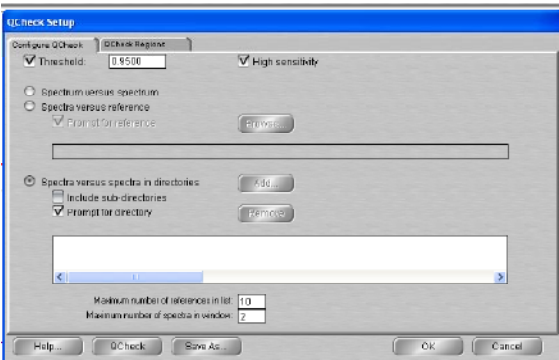 QCheck Setup
Configure QCheck QCheck Regions
Threshold: 0.9500 High sensitivity
Spectrum versus spectrum
Spectra versus reference
Prompt for reference Browse...
Spectra versus spectra in directories Add...
Include sub-directories
Prompt for directory Remove
Maximum number of references in list: 10
Maximum number of spectra in window: 2
Help... QCheck Save As... OK Cancel